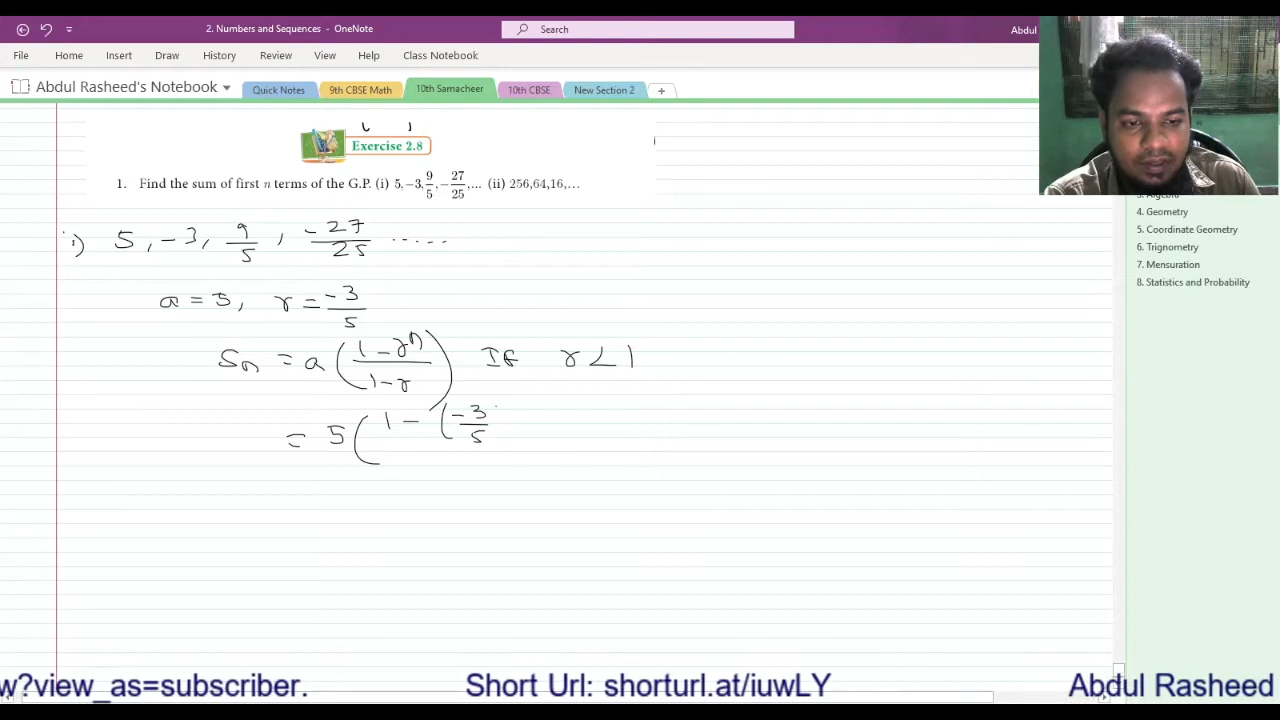 2. Numbers and Sequences - OneNote
Search
Abdul
File Home Insert Draw History Review View Class Notebook
Abdul Rasheed's Notebook
Quick Notes 9th CBSE Math 10th Samacheer 10th CBSE New Section 2
Exercise 2.8
1. Find the sum of first n terms of the G.P. (i) 5,−3,9/5,−27/25,... (ii) 256,64,16,…
i) 5, −3, 9/5, −27/25 .....
a = 5, r = −3/5
Sn = a (1 − r^n / 1 − r) If r < 1
= 5 ( 1 − ( −3/5
4. Geometry
5. Coordinate Geometry
6. Trignometry
7. Mensuration
8. Statistics and Probability
w?view_as=subscriber. Short Url: shorturl.at/iuwLY Abdul Rasheed